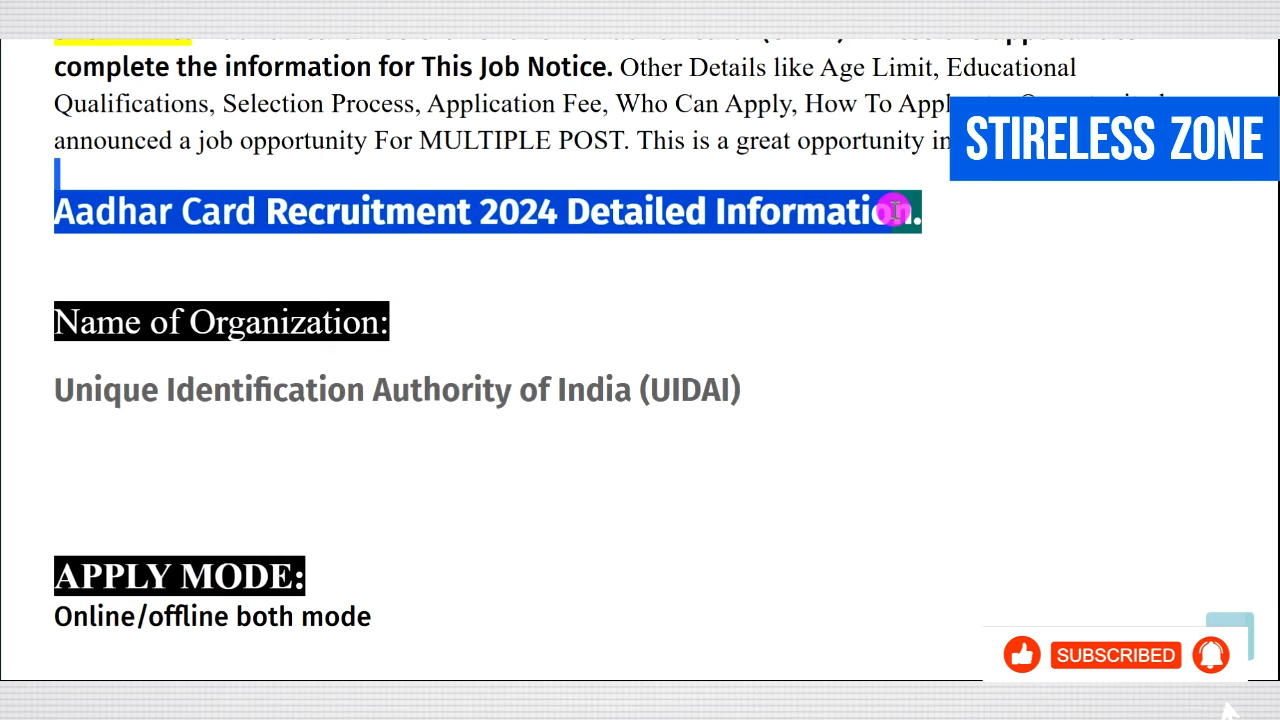 complete the information for This Job Notice. Other Details like Age Limit, Educational
Qualifications, Selection Process, Application Fee, Who Can Apply, How To
announced a job opportunity For MULTIPLE POST. This is a great opportunity in
STIRELESS ZONE
Aadhar Card Recruitment 2024 Detailed Information.
Name of Organization:
Unique Identification Authority of India (UIDAI)
APPLY MODE:
Online/offline both mode
SUBSCRIBED